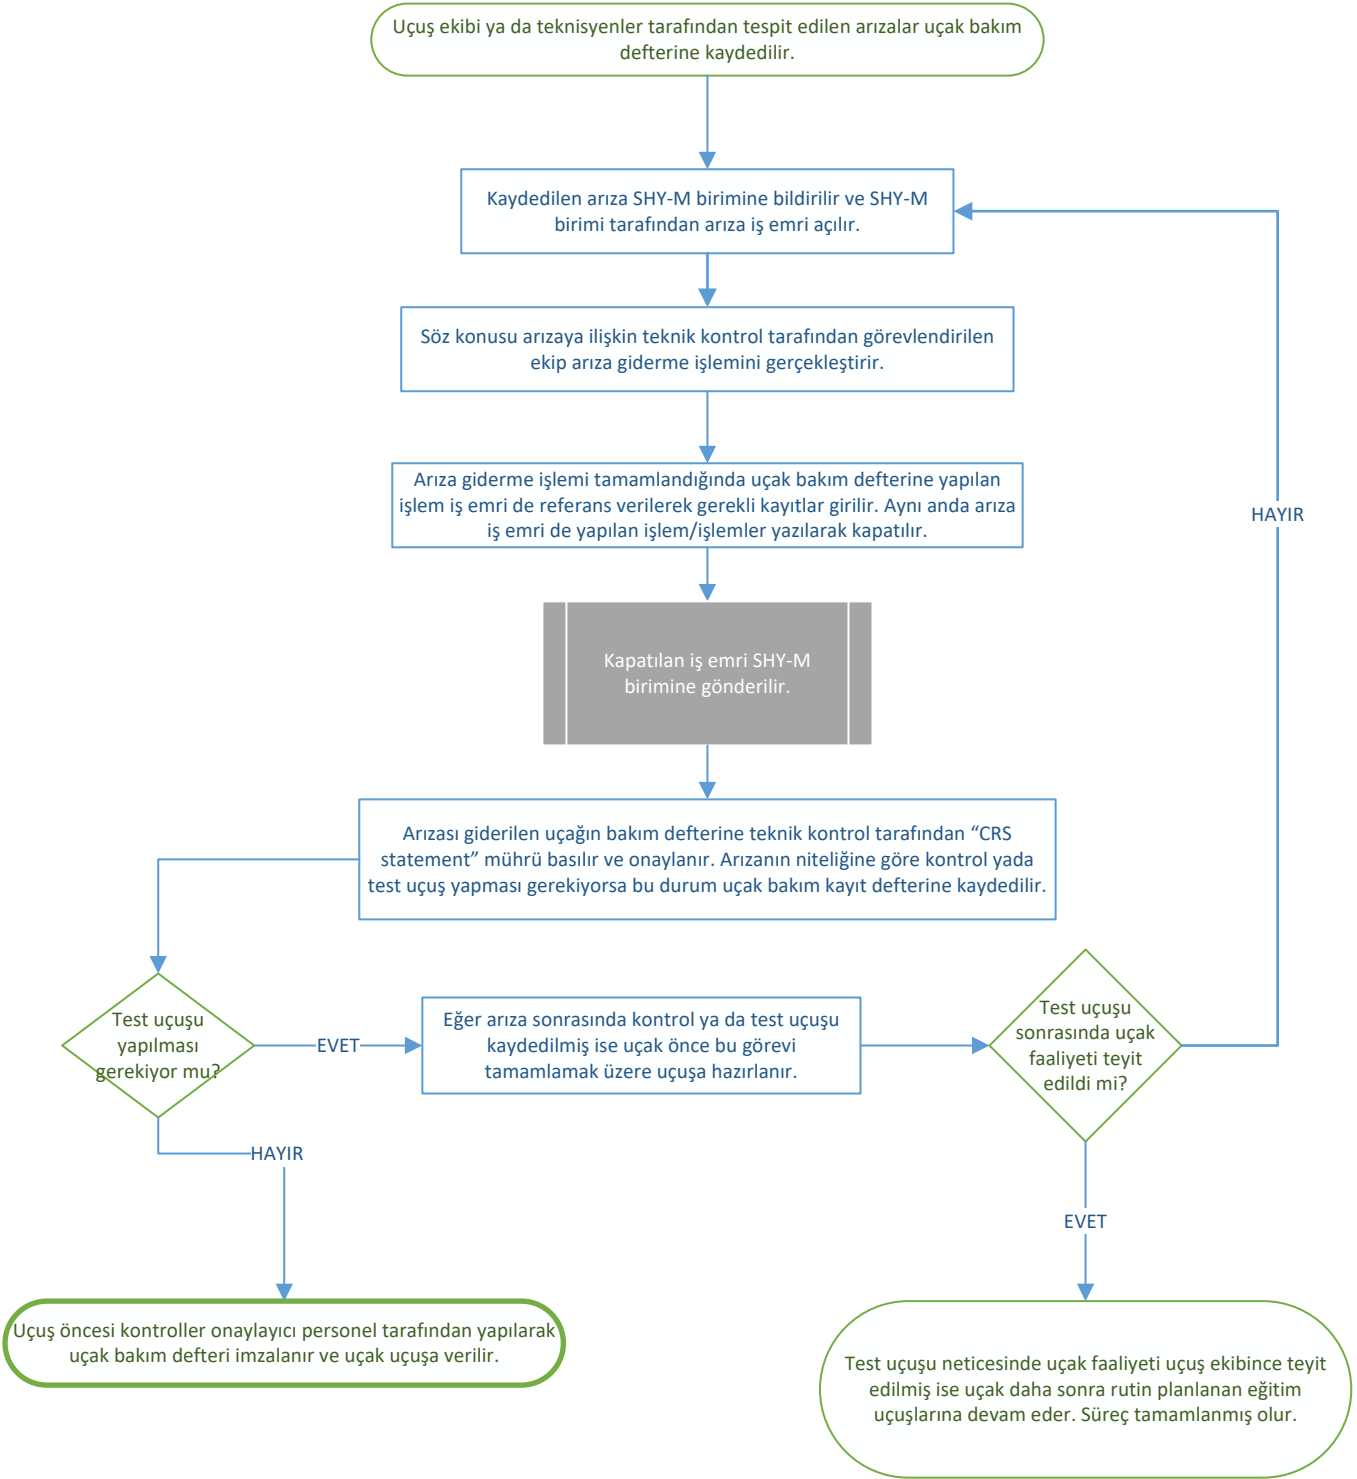 Uçuş ekibi ya da teknisyenler tarafından tespit edilen arızalar uçak bakım
defterine kaydedilir.
Kaydedilen arıza SHY-M birimine bildirilir ve SHY-M
birimi tarafından arıza iş emri açılır.
Söz konusu arızaya ilişkin teknik kontrol tarafından görevlendirilen
ekip arıza giderme işlemini gerçekleştirir.
Arıza giderme işlemi tamamlandığında uçak bakım defterine yapılan
işlem iş emri de referans verilerek gerekli kayıtlar girilir. Aynı anda arıza
iş emri de yapılan işlem/işlemler yazılarak kapatılır.
HAYIR
Kapatılan iş emri SHY-M
birimine gönderilir.
Arızası giderilen uçağın bakım defterine teknik kontrol tarafından “CRS
statement” mührü basılır ve onaylanır. Arızanın niteliğine göre kontrol yada
test uçuş yapması gerekiyorsa bu durum uçak bakım kayıt defterine kaydedilir.
Test uçuşu
yapılması
gerekiyor mu?
EVET
Eğer arıza sonrasında kontrol ya da test uçuşu
kaydedilmiş ise uçak önce bu görevi
tamamlamak üzere uçuşa hazırlanır.
Test uçuşu
sonrasında uçak
faaliyeti teyit
edildi mi?
HAYIR
EVET
Uçuş öncesi kontroller onaylayıcı personel tarafından yapılarak
uçak bakım defteri imzalanır ve uçak uçuşa verilir.
Test uçuşu neticesinde uçak faaliyeti uçuş ekibince teyit
edilmiş ise uçak daha sonra rutin planlanan eğitim
uçuşlarına devam eder. Süreç tamamlanmış olur.